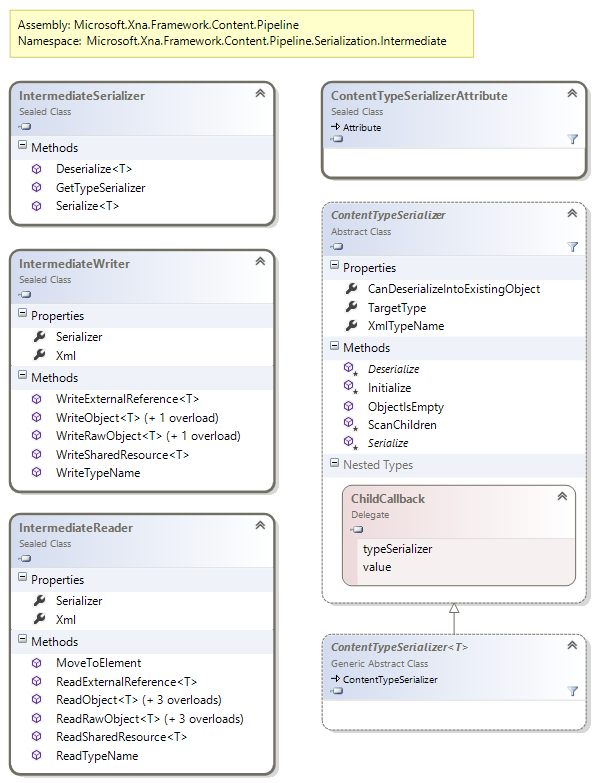 Assembly: Microsoft.Xna.Framework.Content.Pipeline
Namespace: Microsoft.Xna.Framework.Content.Pipeline.Serialization.Intermediate
IntermediateSerializer
Sealed Class
Methods
Deserialize<T>
GetTypeSerializer
Serialize<T>
IntermediateWriter
Sealed Class
Properties
Serializer
Xml
Methods
WriteExternalReference<T>
WriteObject<T> (+ 1 overload)
WriteRawObject<T> (+ 1 overload)
WriteSharedResource<T>
WriteTypeName
IntermediateReader
Sealed Class
Properties
Serializer
Xml
Methods
MoveToElement
ReadExternalReference<T>
ReadObject<T> (+ 3 overloads)
ReadRawObject<T> (+ 3 overloads)
ReadSharedResource<T>
ReadTypeName
ContentTypeSerializerAttribute
Sealed Class
Attribute
ContentTypeSerializer
Abstract Class
Properties
CanDeserializeIntoExistingObject
TargetType
XmlTypeName
Methods
Deserialize
Initialize
ObjectIsEmpty
ScanChildren
Serialize
Nested Types
ChildCallback
Delegate
typeSerializer
value
ContentTypeSerializer<T>
Generic Abstract Class
ContentTypeSerializer